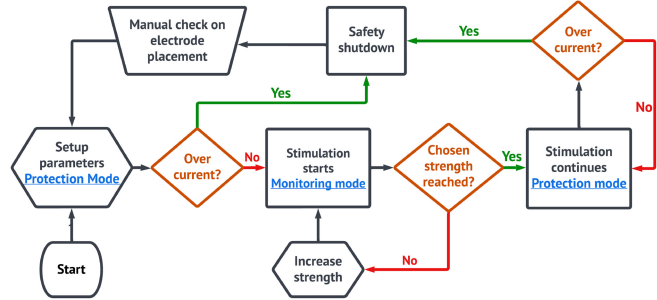 Manual check on
electrode
placement
Safety
shutdown
Yes
Over
current?
No
Yes
Setup
parameters
Protection Mode
Over
current?
No
Stimulation
starts
Monitoring mode
Chosen
strength
reached?
Yes
Stimulation
continues
Protection mode
No
Increase
strength
Start